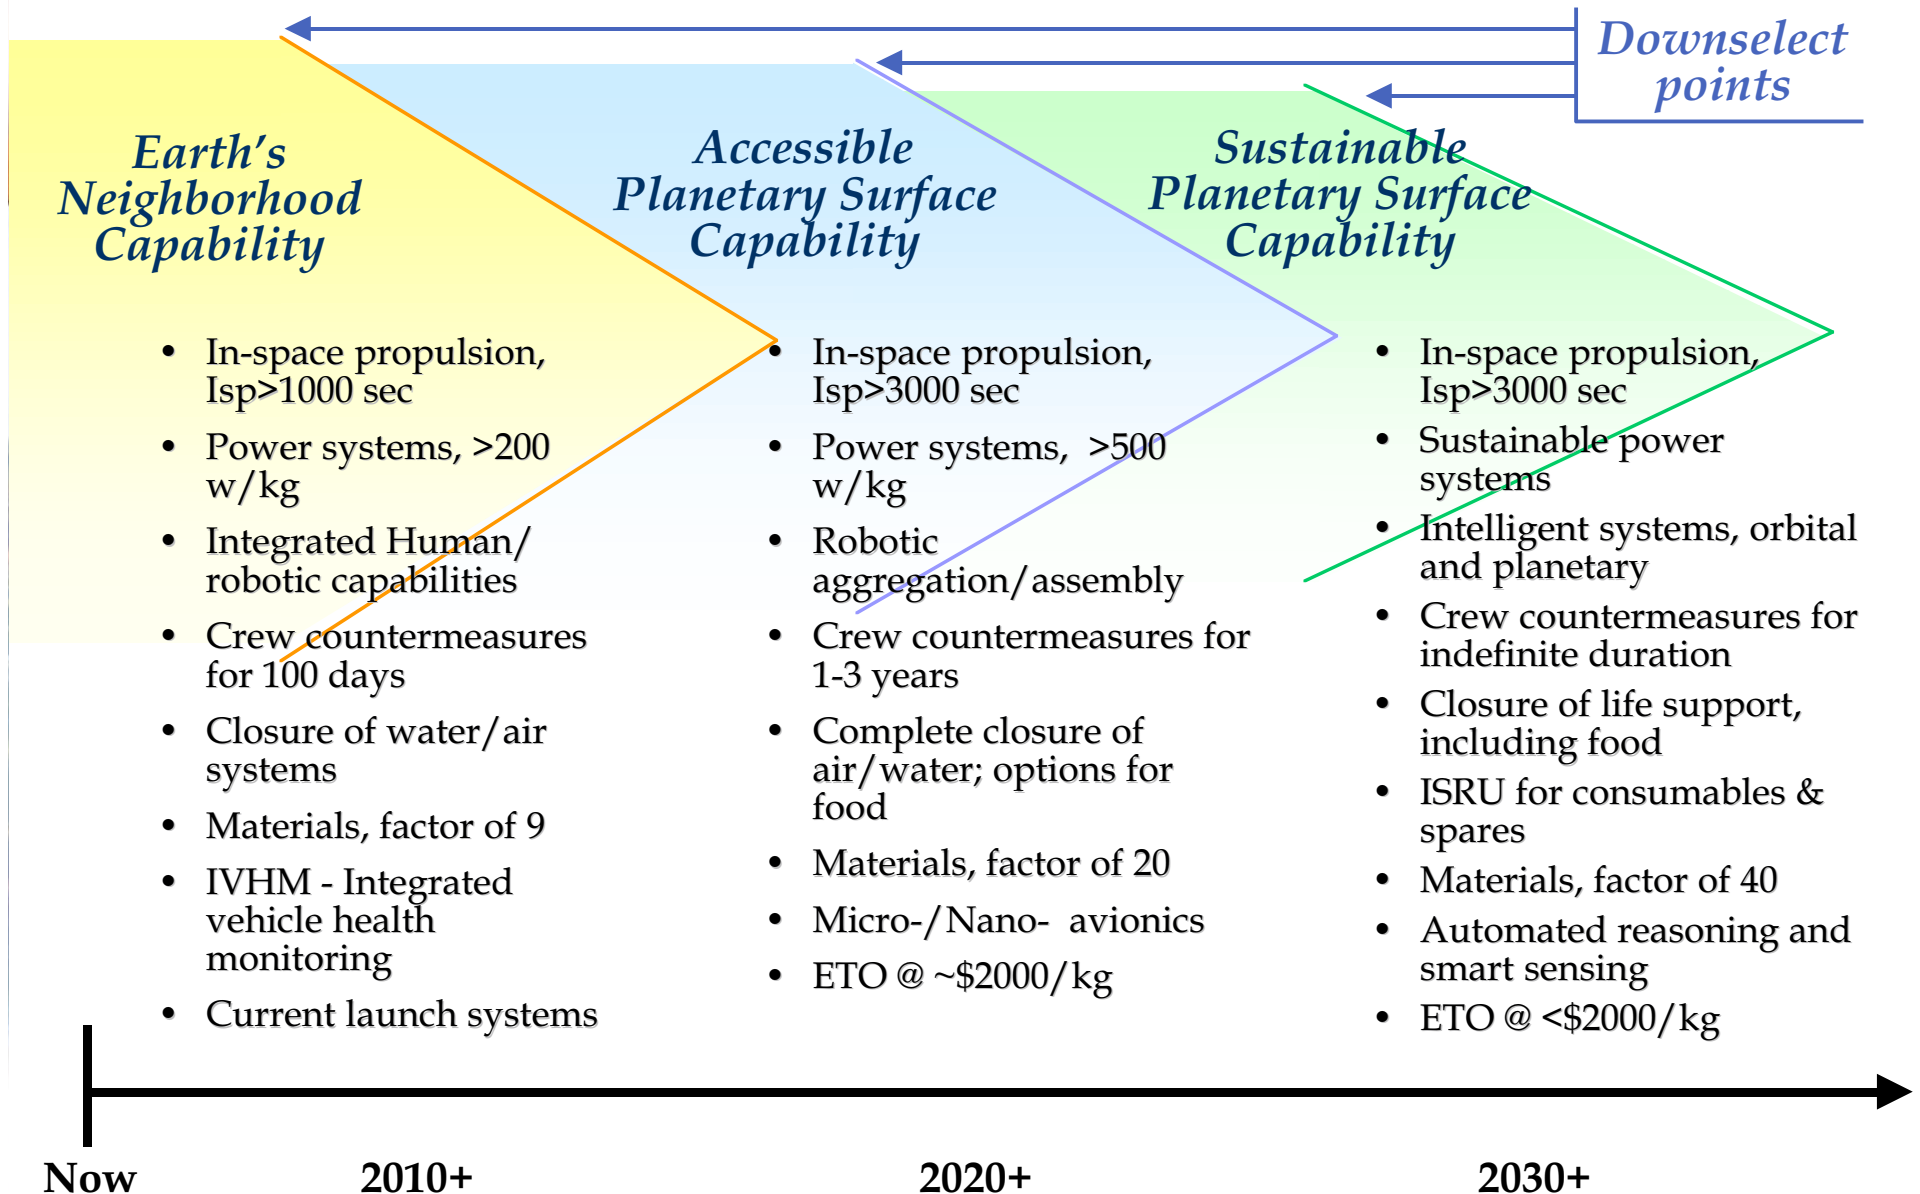 Downselect
points
Earth's
Neighborhood
Capability
• In-space propulsion,
Isp>1000 sec
• Power systems, >200
w/kg
• Integrated Human/
robotic capabilities
• Crew countermeasures
for 100 days
• Closure of water/air
systems
• Materials, factor of 9
• IVHM - Integrated
vehicle health
monitoring
• Current launch systems
Accessible
Planetary Surface
Capability
• In-space propulsion,
Isp>3000 sec
• Power systems,  >500
w/kg
• Robotic
aggregation/assembly
• Crew countermeasures for
1-3 years
• Complete closure of
air/water; options for
food
• Materials, factor of 20
• Micro-/Nano-  avionics
• ETO @ ~$2000/kg
Sustainable
Planetary Surface
Capability
• In-space propulsion,
Isp>3000 sec
• Sustainable power
systems
• Intelligent systems, orbital
and planetary
• Crew countermeasures for
indefinite duration
• Closure of life support,
including food
• ISRU for consumables &
spares
• Materials, factor of 40
• Automated reasoning and
smart sensing
• ETO @ <$2000/kg
Now
2010+
2020+
2030+